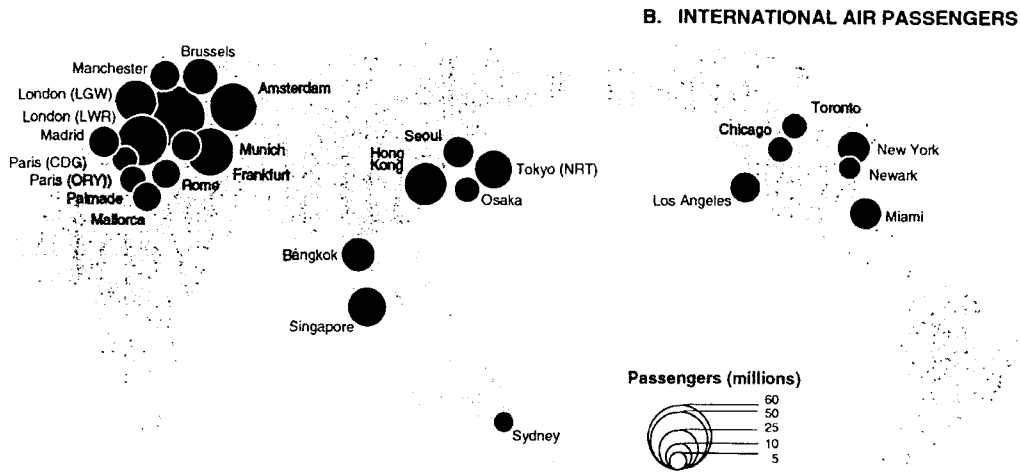 B. INTERNATIONAL AIR PASSENGERS
Brussels
Manchester
London (LGW)
Amsterdam
London (LWR)
Madrid
Munich
Paris (CDG)
Frankfurt
Paris (ORY))
Rome
Palmade
Mallorca
Seoul
Hong
Kong
Tokyo (NRT)
Osaka
Bangkok
Singapore
Sydney
Toronto
Chicago
New York
Newark
Los Angeles
Miami
Passengers (millions)
60
50
25
10
5